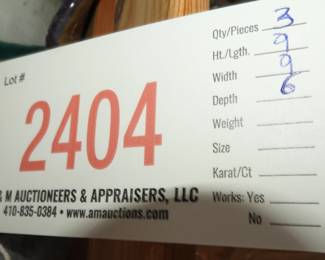 Lot #
2404
& M AUCTIONEERS & APPRAISERS, LLC
410-835-0384 • www.amauctions.com
Qty/Pieces 3
Ht./Lgth. 9
Width 9
Depth 6
Weight
Size
Karat/Ct
Works: Yes
No